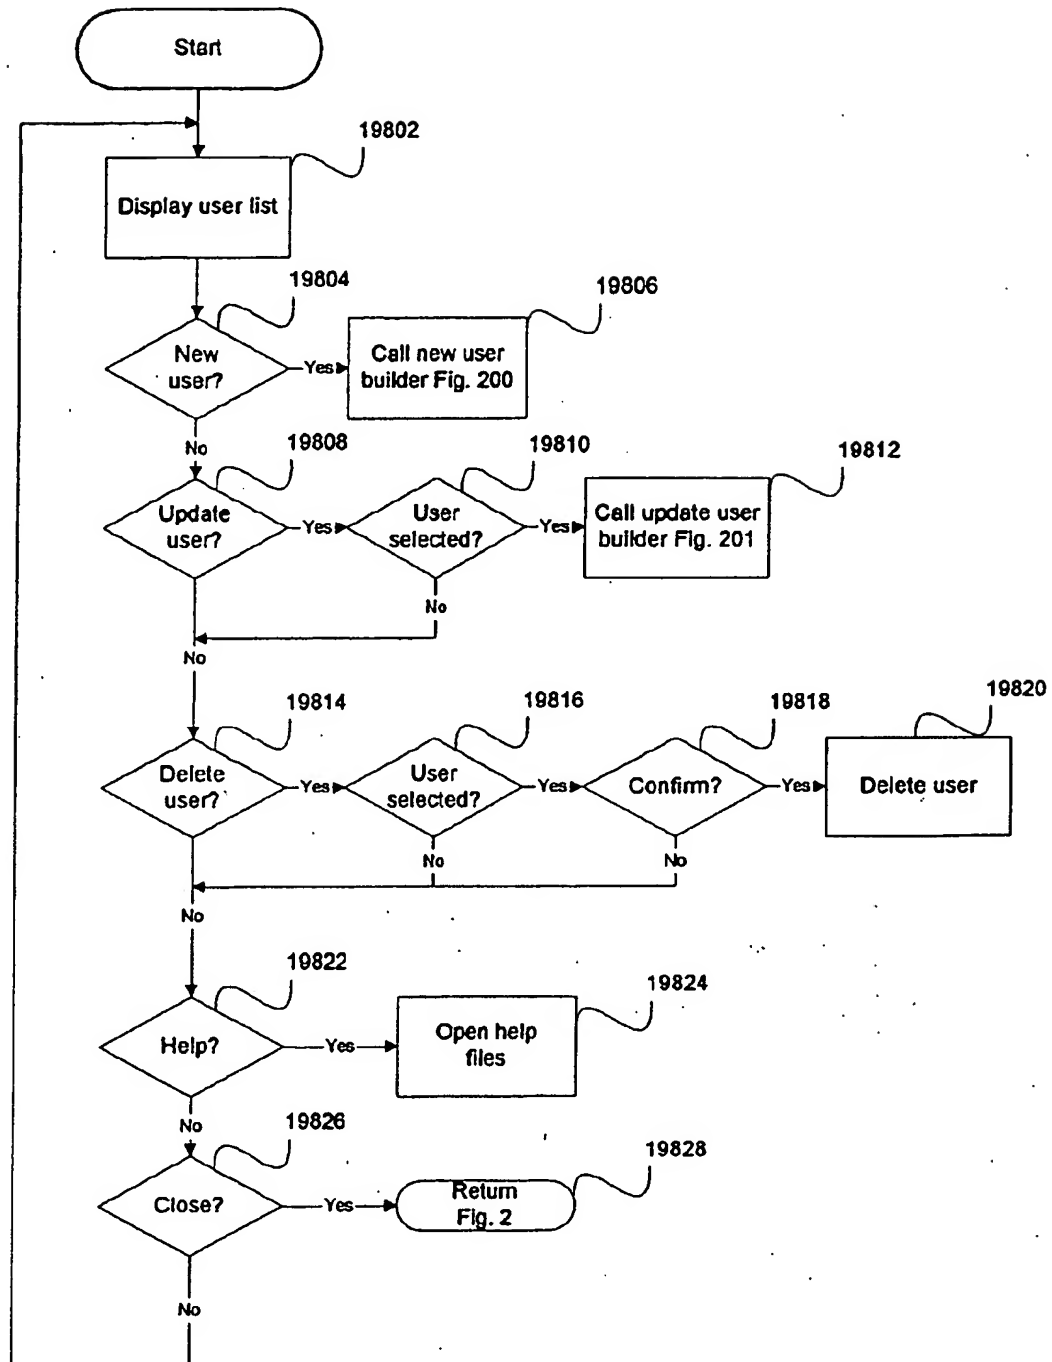 Start
19802
Display user list
19804
19806
New
user?
Yes
Call new user
builder Fig. 200
No
19808
19810
19812
Update
user?
Yes
User
selected?
Yes
Call update user
builder Fig. 201
No
No
19814
19816
19818
19820
Delete
user?
Yes
User
selected?
Yes
Confirm?
Yes
Delete user
No
No
No
19822
19824
Help?
Yes
Open help
files
No
19826
19828
Close?
Yes
Return
Fig. 2
No